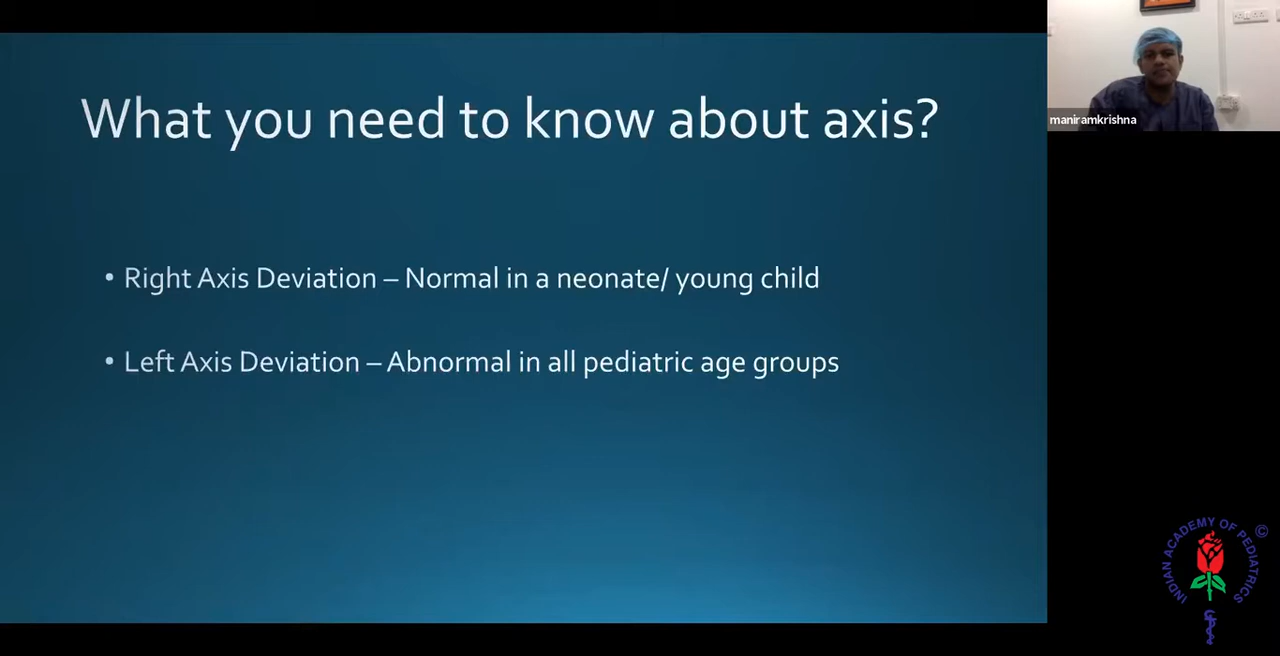 What you need to know about axis?
• Right Axis Deviation – Normal in a neonate/ young child
• Left Axis Deviation – Abnormal in all pediatric age groups
maniramkrishna
INDIAN ACADEMY OF PEDIATRICS
©